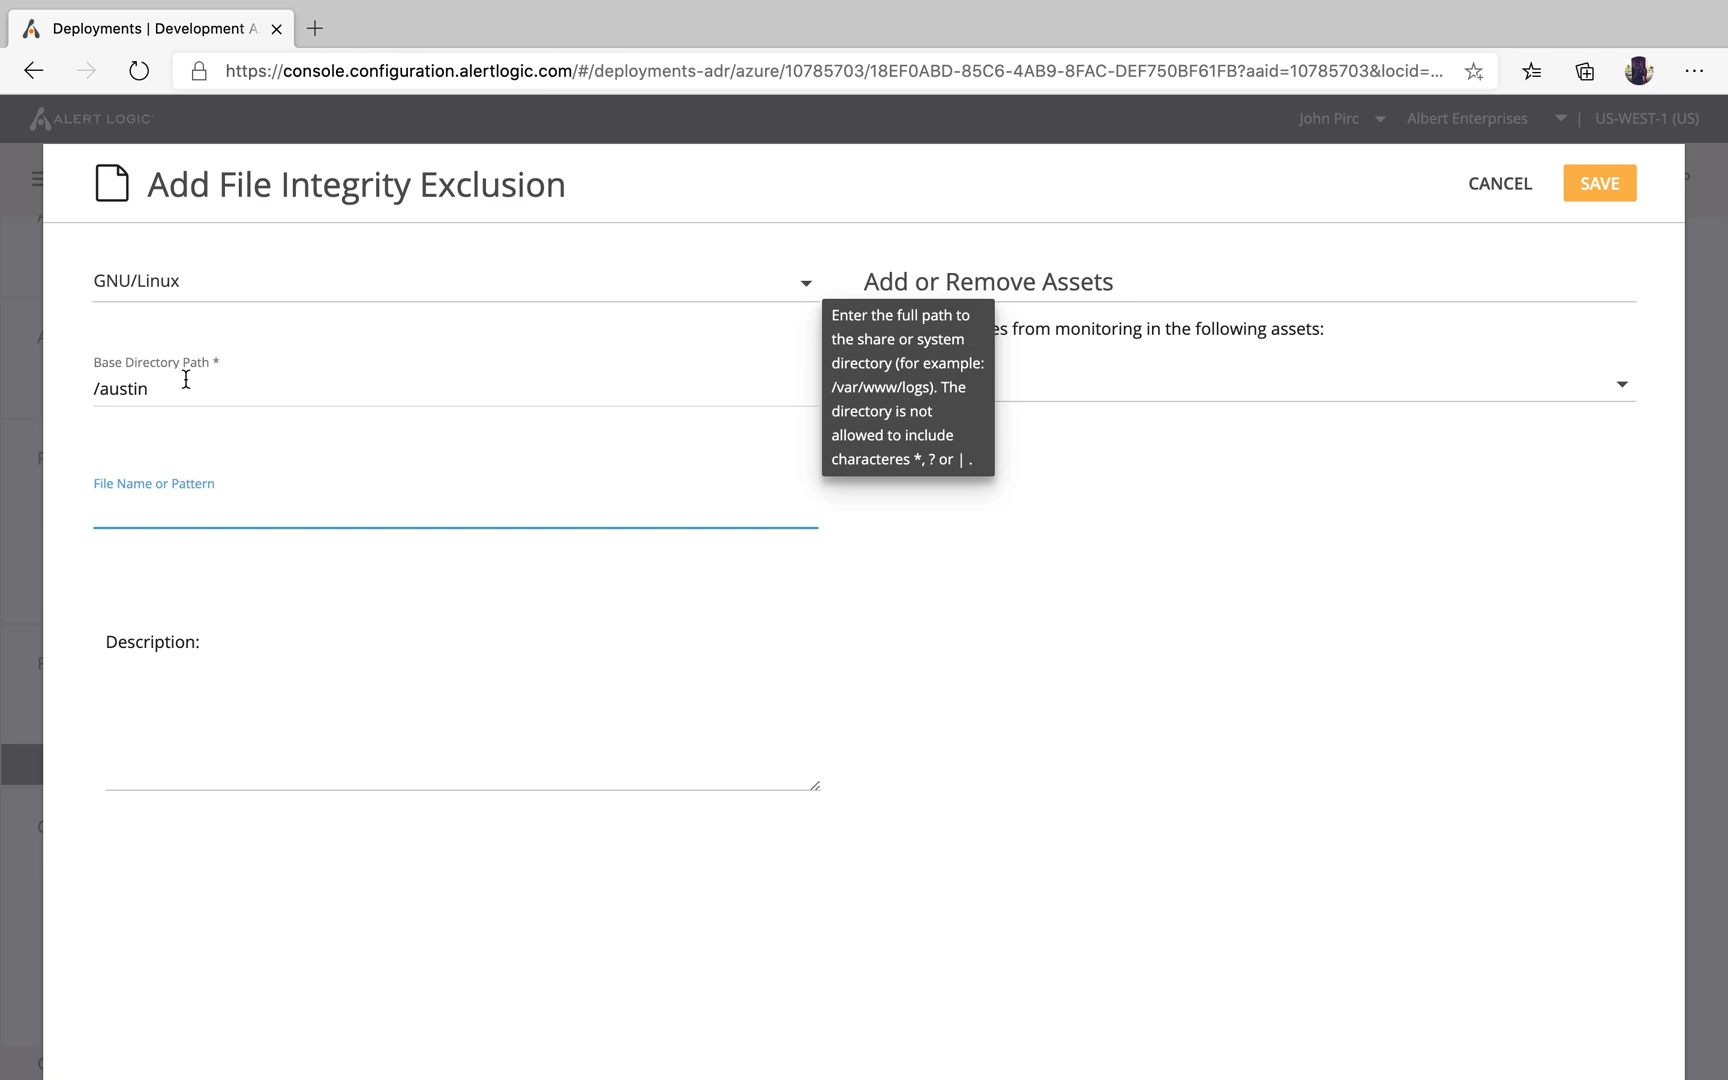 Deployments | Development A
https://console.configuration.alertlogic.com/#/deployments-adr/azure/10785703/18EF0ABD-85C6-4AB9-8FAC-DEF750BF61FB?aaid=10785703&locid=...
ALERT LOGIC
John Pirc
Albert Enterprises
| US-WEST-1 (US)
Add File Integrity Exclusion
CANCEL
SAVE
GNU/Linux
Add or Remove Assets
Enter the full path to
the share or system
directory (for example:
/var/www/logs). The
directory is not
allowed to include
characteres *, ? or | .
es from monitoring in the following assets:
Base Directory Path *
/austin
File Name or Pattern
Description: